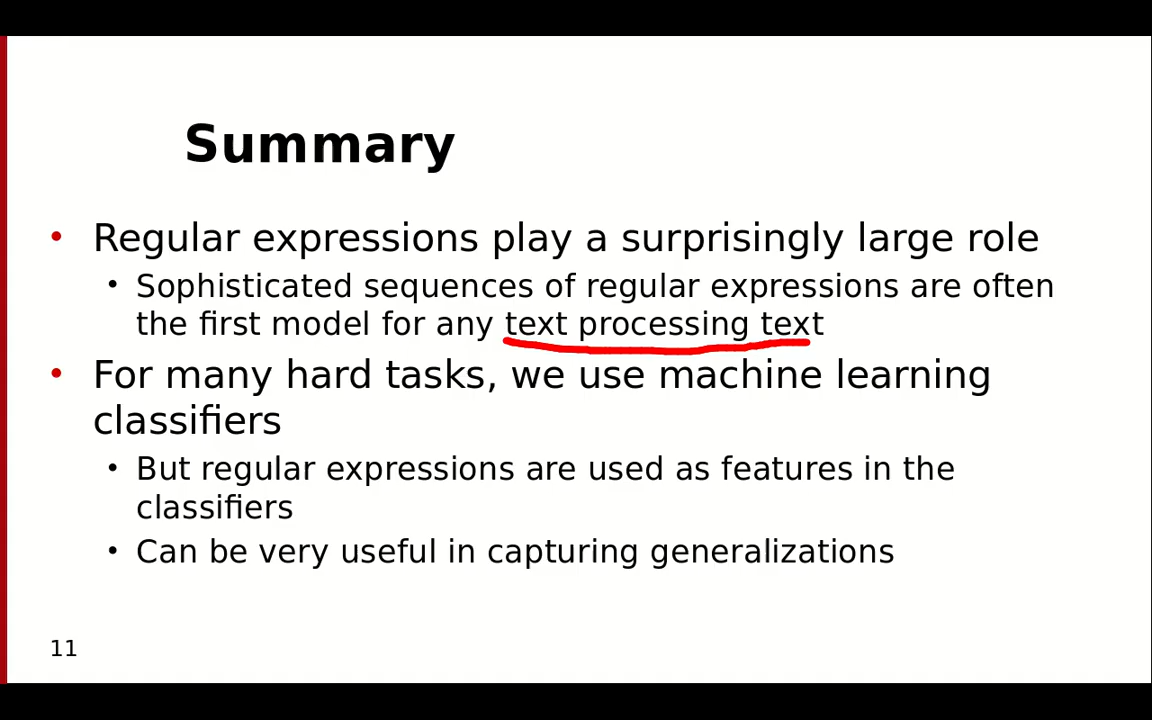 Summary
• Regular expressions play a surprisingly large role
• Sophisticated sequences of regular expressions are often
the first model for any text processing text
• For many hard tasks, we use machine learning
classifiers
• But regular expressions are used as features in the
classifiers
• Can be very useful in capturing generalizations
11